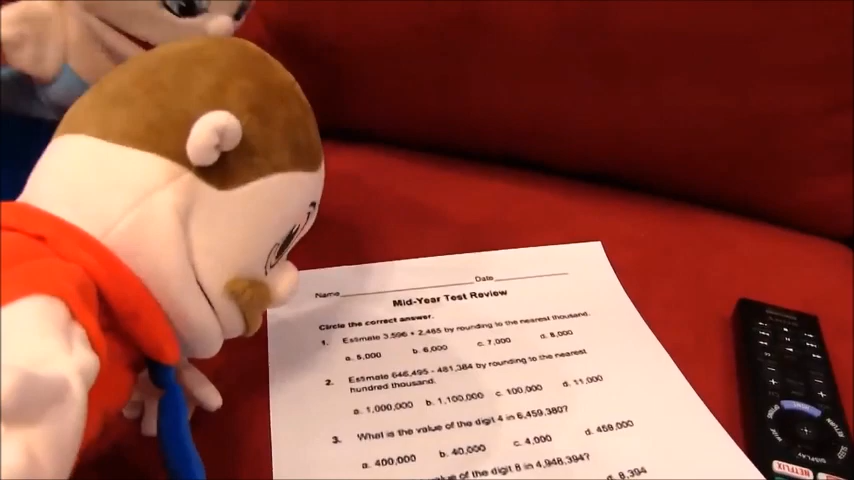 Name Date
Mid-Year Test Review
Circle the correct answer.
1. Estimate 3,596 + 2,485 by rounding to the nearest thousand.
a. 5,000 b. 6,000 c. 7,000 d. 8,000
2. Estimate 646,495 - 481,384 by rounding to the nearest
hundred thousand.
a. 1,000,000 b. 1,100,000 c. 100,000 d. 11,000
3. What is the value of the digit 4 in 6,459,380?
a. 400,000 b. 40,000 c. 4,000 d. 459,000
value of the digit 8 in 4,948,394?
d. 8,394
RETURN
DISPLAY
NETFLIX